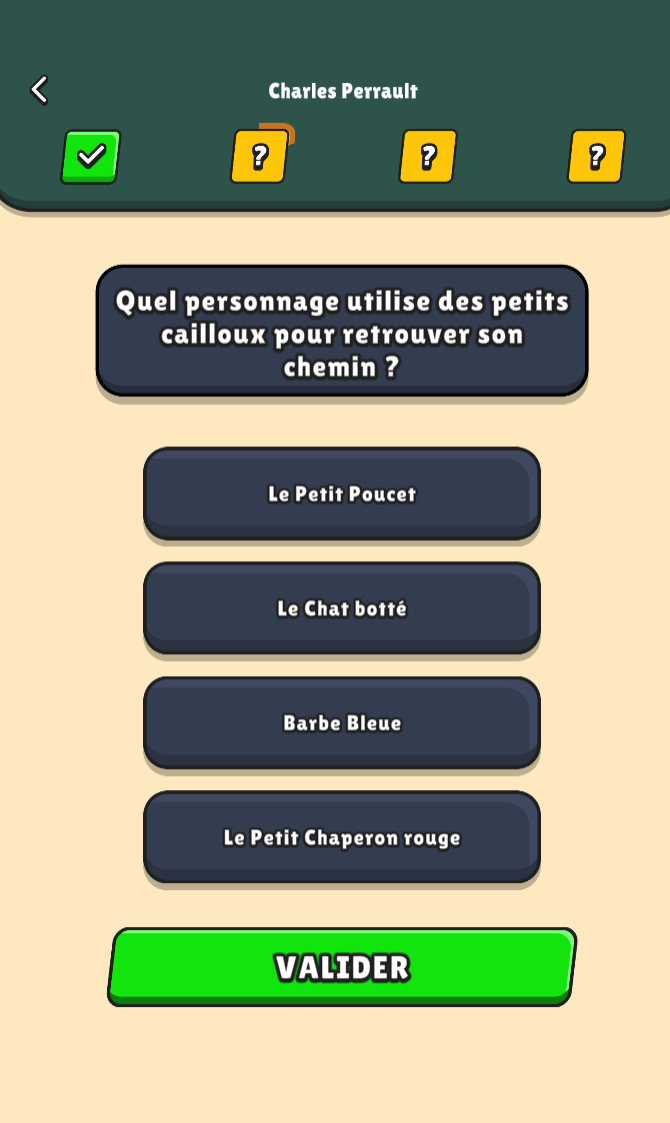 Charles Perrault
? ? ?
Quel personnage utilise des petits
cailloux pour retrouver son
chemin ?
Le Petit Poucet
Le Chat botté
Barbe Bleue
Le Petit Chaperon rouge
VALIDER